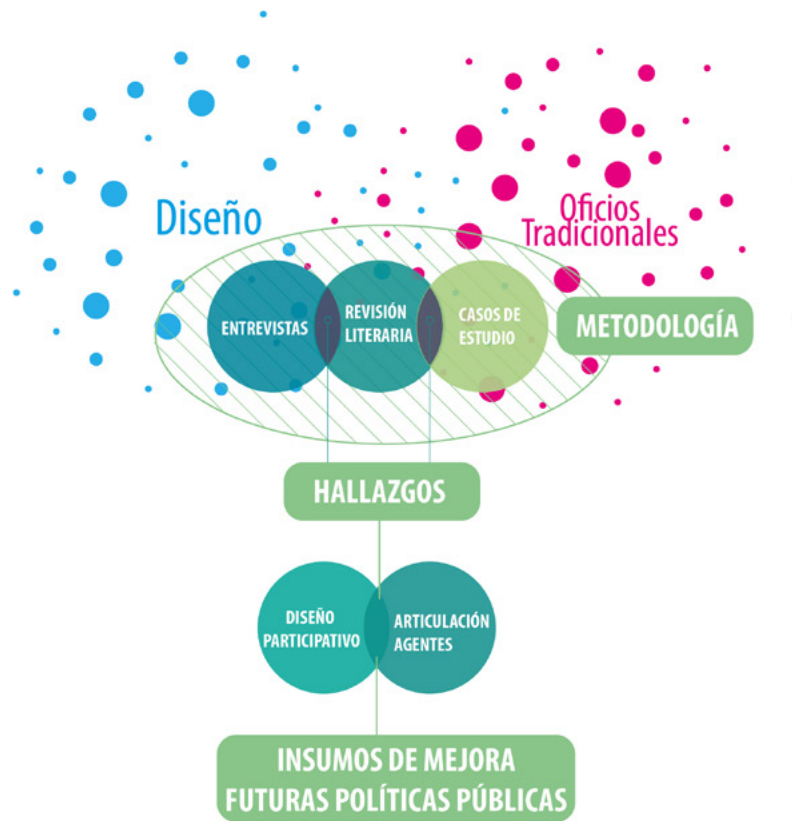 Diseño
Oficios
Tradicionales
ENTREVISTAS
REVISIÓN
LITERARIA
CASOS DE
ESTUDIO
METODOLOGÍA
HALLAZGOS
DISEÑO
PARTICIPATIVO
ARTICULACIÓN
AGENTES
INSUMOS DE MEJORA
FUTURAS POLÍTICAS PÚBLICAS